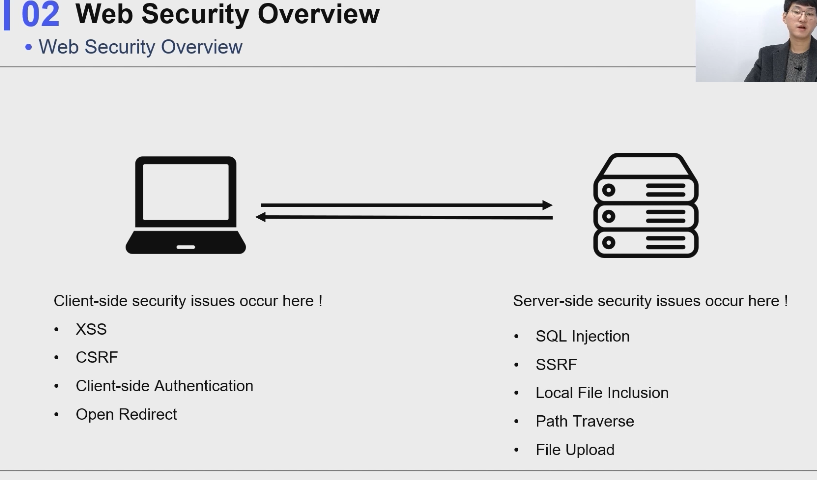 02 Web Security Overview
• Web Security Overview
Client-side security issues occur here !
• XSS
• CSRF
• Client-side Authentication
• Open Redirect
Server-side security issues occur here !
• SQL Injection
• SSRF
• Local File Inclusion
• Path Traverse
• File Upload